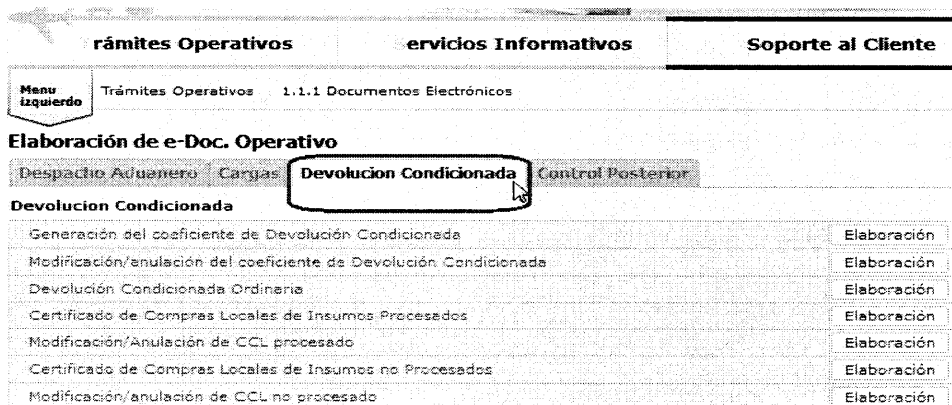 rámites Operativos ervicios Informativos Soporte al Cliente
Menu izquierdo
Trámites Operativos 1.1.1 Documentos Electrónicos
Elaboración de e-Doc. Operativo
Despacho Aduanero Cargas Devolucion Condicionada Control Posterior
Devolucion Condicionada
Generación del coeficiente de Devolución Condicionada Elaboración
Modificación/anulación del coeficiente de Devolución Condicionada Elaboración
Devolución Condicionada Ordinaria Elaboración
Certificado de Compras Locales de Insumos Procesados Elaboración
Modificación/Anulación de CCL procesado Elaboración
Certificado de Compras Locales de Insumos no Procesados Elaboración
Modificación/anulación de CCL no procesado Elaboración